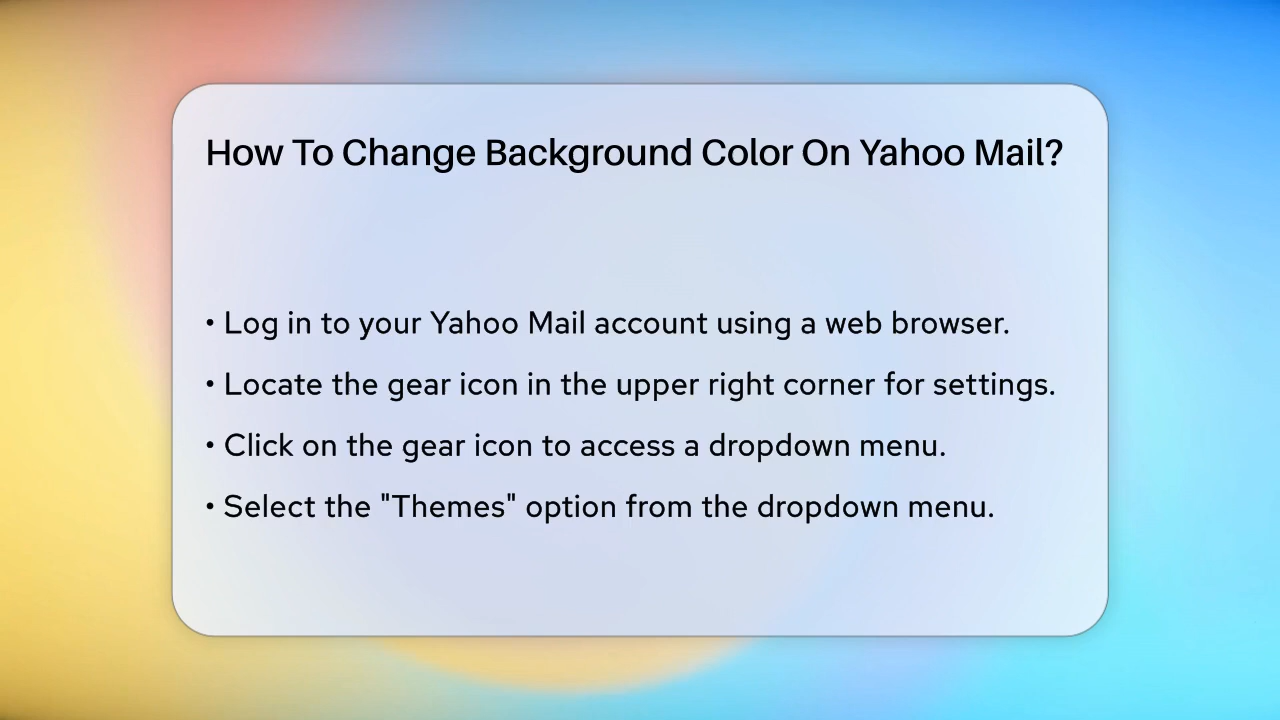 How To Change Background Color On Yahoo Mail?
• Log in to your Yahoo Mail account using a web browser.
• Locate the gear icon in the upper right corner for settings.
• Click on the gear icon to access a dropdown menu.
• Select the "Themes" option from the dropdown menu.